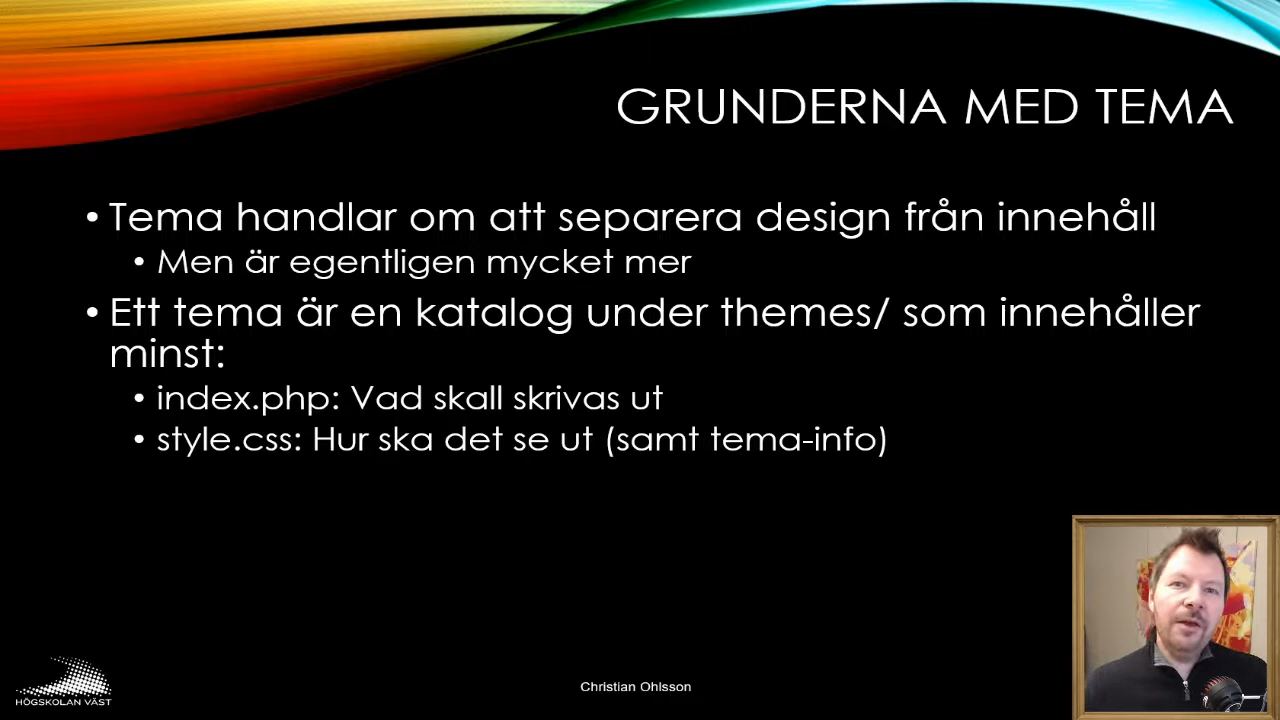 GRUNDERNA MED TEMA
• Tema handlar om att separera design från innehåll
• Men är egentligen mycket mer
• Ett tema är en katalog under themes/ som innehåller
minst:
• index.php: Vad skall skrivas ut
• style.css: Hur ska det se ut (samt tema-info)
HÖGSKOLAN VÄST
Christian Ohlsson